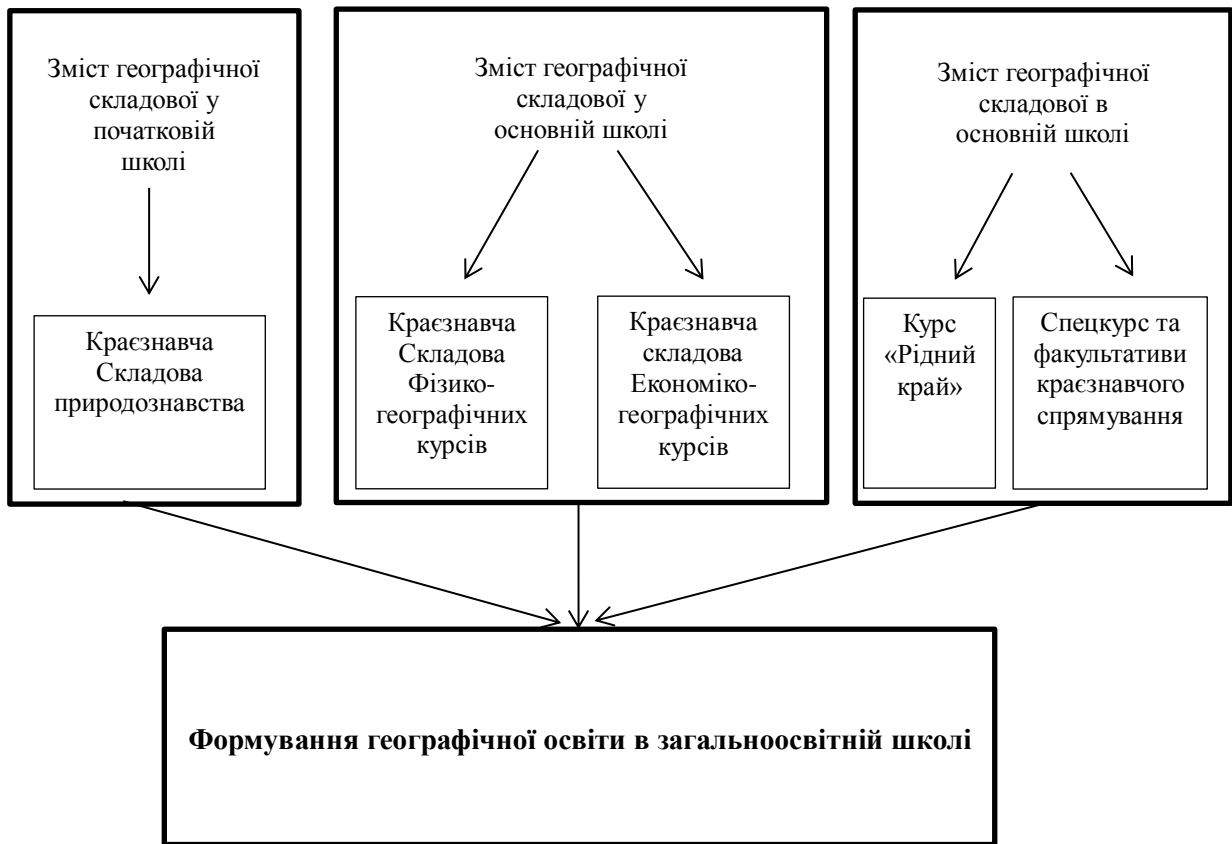 Зміст географічної
складової у
початковій
школі
Краєзнавча
Складова
природознавства
Зміст географічної
складової у
основній школі
Краєзнавча
Складова
Фізико-
географічних
курсів
Краєзнавча
складова
Економіко-
географічних
курсів
Зміст географічної
складової в
основній школі
Курс
«Рідний
край»
Спецкурс та
факультативи
краєзнавчого
спрямування
Формування географічної освіти в загальноосвітній школі